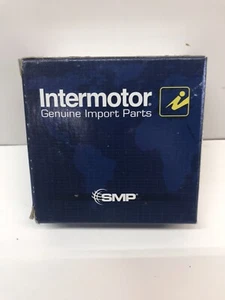 Intermotor® i
Genuine Import Parts
SMP®